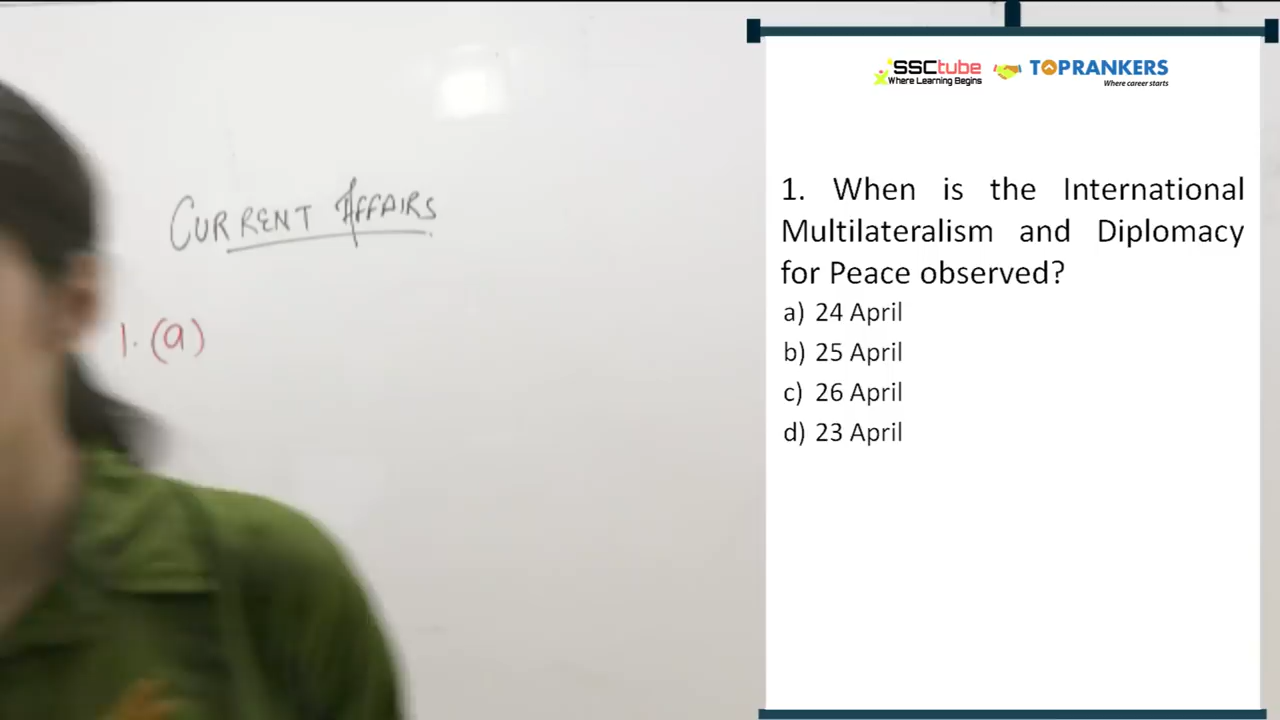 CURRENT AFFAIRS
1. (a)
SSCtube
Where Learning Begins
TOPRANKERS
Where career starts
1. When is the International
Multilateralism and Diplomacy
for Peace observed?
a) 24 April
b) 25 April
c) 26 April
d) 23 April